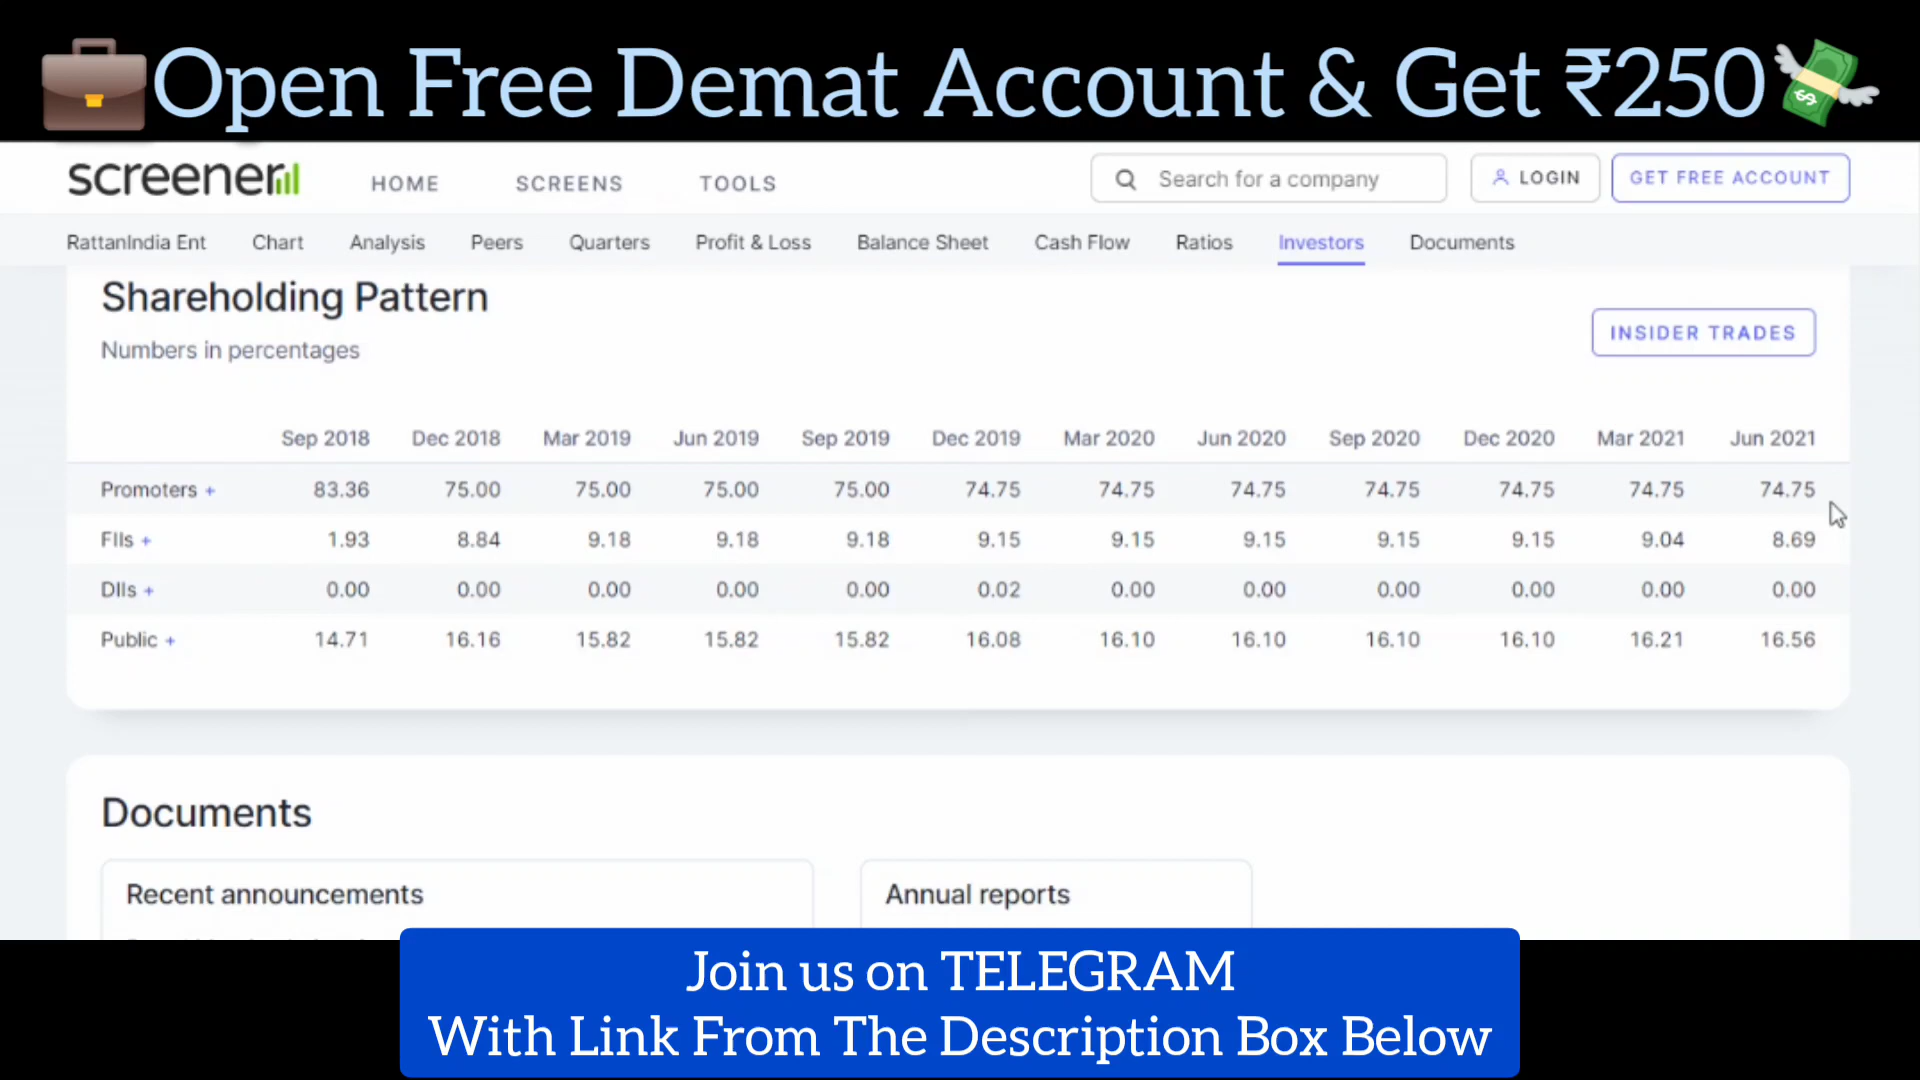 Open Free Demat Account & Get ₹250
screener HOME SCREENS TOOLS Search for a company LOGIN GET FREE ACCOUNT
RattanIndia Ent Chart Analysis Peers Quarters Profit & Loss Balance Sheet Cash Flow Ratios Investors Documents
Shareholding Pattern
INSIDER TRADES
Numbers in percentages
Sep 2018 Dec 2018 Mar 2019 Jun 2019 Sep 2019 Dec 2019 Mar 2020 Jun 2020 Sep 2020 Dec 2020 Mar 2021 Jun 2021
Promoters + 83.36 75.00 75.00 75.00 75.00 74.75 74.75 74.75 74.75 74.75 74.75 74.75
FIIs + 1.93 8.84 9.18 9.18 9.18 9.15 9.15 9.15 9.15 9.15 9.04 8.69
DIIs + 0.00 0.00 0.00 0.00 0.00 0.02 0.00 0.00 0.00 0.00 0.00 0.00
Public + 14.71 16.16 15.82 15.82 15.82 16.08 16.10 16.10 16.10 16.10 16.21 16.56
Documents
Recent announcements Annual reports
Join us on TELEGRAM
With Link From The Description Box Below